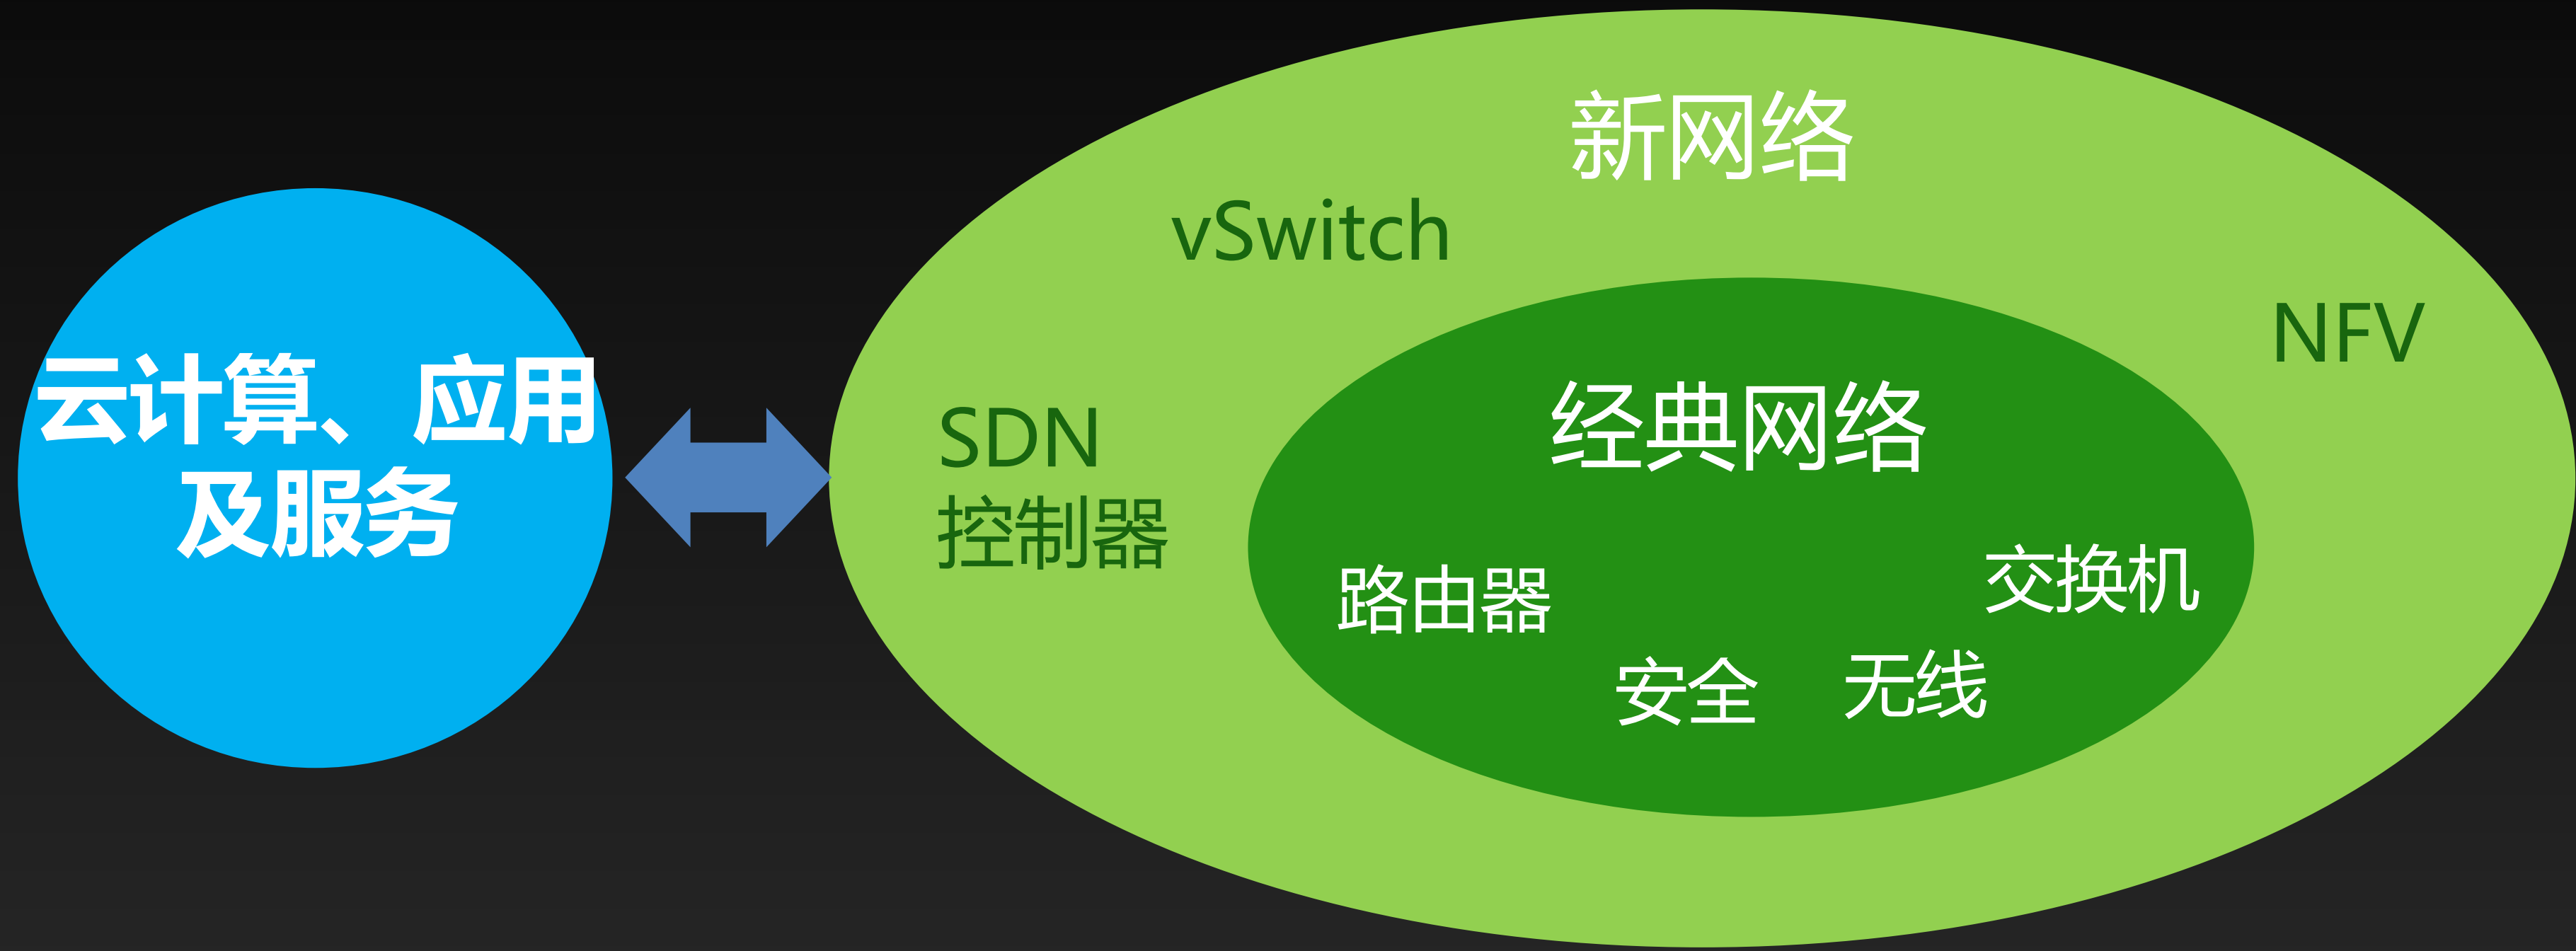 云计算、应用
及服务
新网络
vSwitch
NFV
SDN
控制器
经典网络
路由器
交换机
安全
无线